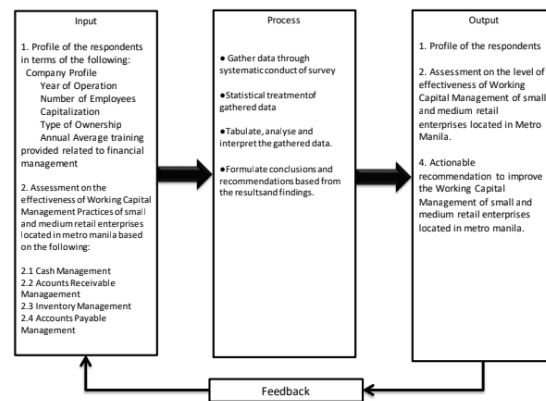 Input
1. Profile of the respondents
in terms of the following:
Company Profile
Year of Operation
Number of Employees
Capitalization
Type of Ownership
Annual Average training
provided related to financial
management
2. Assessment on the
effectiveness of Working Capital
Management Practices of small
and medium retail enterprises
located in metro manila based
on the following:
2.1 Cash Management
2.2 Acounts Receivable
Managaement
2.3 Inventory Management
2.4 Accounts Payable
Management
Process
● Gather data through
systematic conduct of survey
●Statistical treatmentof
gathered data
●Tabulate, analyse and
interpret the gathered data.
●Formulate conclusions and
recommendations based from
the resultsand findings.
Output
1. Profile of the respondents
2. Assessment on the level of
effectiveness of Working
Capital Management of small
and medium retail
enterprises located in Metro
Manila.
4. Actionable
recommendation to improve
the Working Capital
Management of small and
medium retail enterprises
located in metro manila.
Feedback